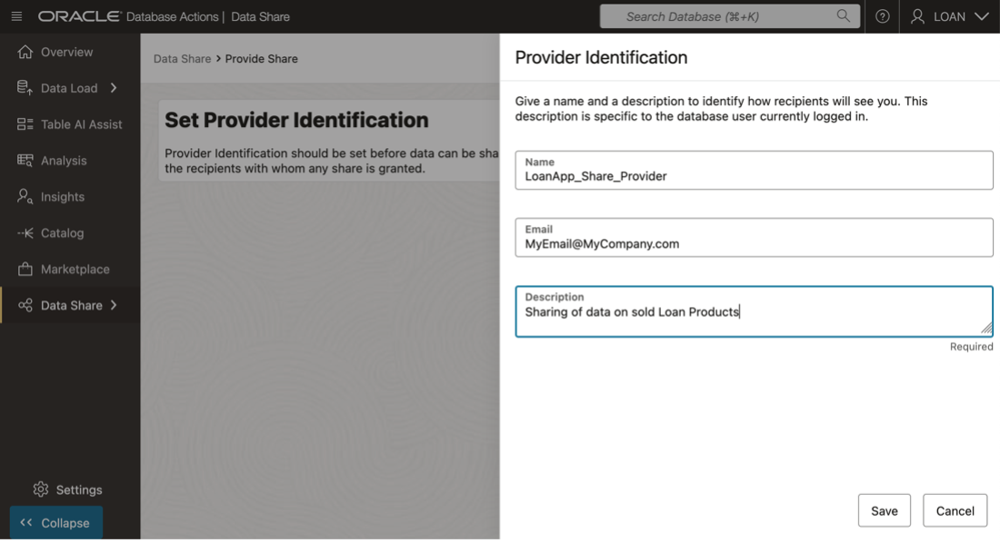 ORACLE Database Actions | Data Share
Search Database (⌘+K)
LOAN
Overview
Data Load
Table AI Assist
Analysis
Insights
Catalog
Marketplace
Data Share
Settings
Collapse
Data Share > Provide Share
Set Provider Identification
Provider Identification should be set before data can be sha
the recipients with whom any share is granted.
Provider Identification
Give a name and a description to identify how recipients will see you. This
description is specific to the database user currently logged in.
Name
LoanApp_Share_Provider
Email
MyEmail@MyCompany.com
Description
Sharing of data on sold Loan Products
Required
Save
Cancel